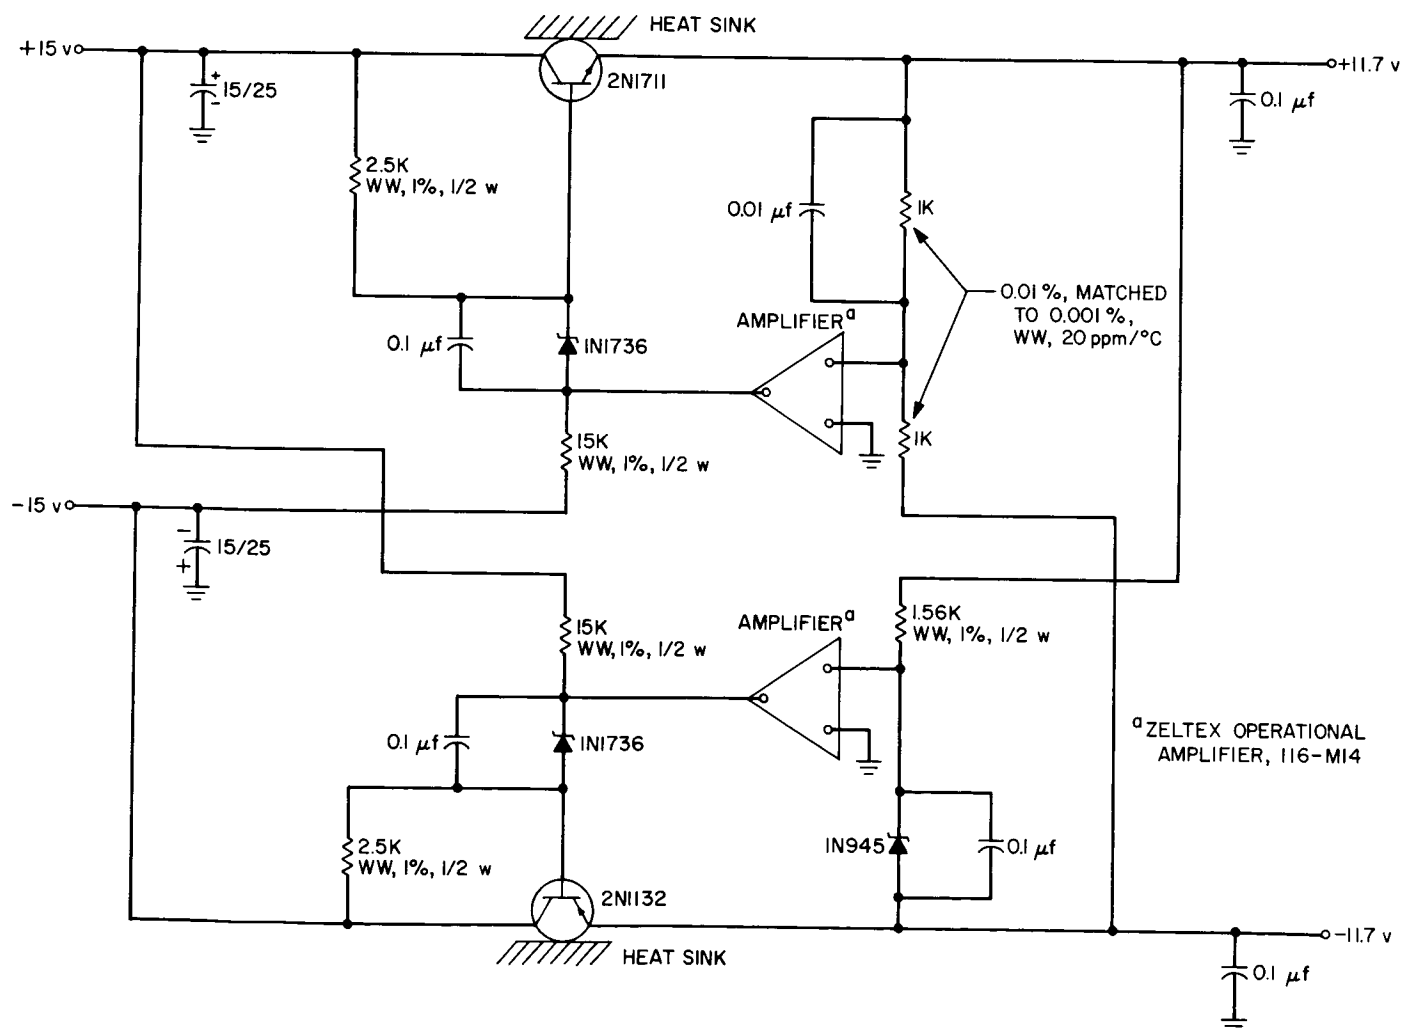 HEAT SINK
+15 v
2N1711
+11.7 v
15/25
0.1 µf
2.5K
WW, 1%, 1/2 w
0.01 µf
1K
0.01%, MATCHED
TO 0.001%,
WW, 20 ppm/°C
AMPLIFIERᵃ
0.1 µf
1N1736
1K
15K
WW, 1%, 1/2 w
-15 v
15/25
15K
WW, 1%, 1/2 w
AMPLIFIERᵃ
1.56K
WW, 1%, 1/2 w
0.1 µf
1N1736
ᵃZELTEX OPERATIONAL
AMPLIFIER, 116-M14
2.5K
WW, 1%, 1/2 w
1N945
0.1 µf
2N1132
-11.7 v
HEAT SINK
0.1 µf